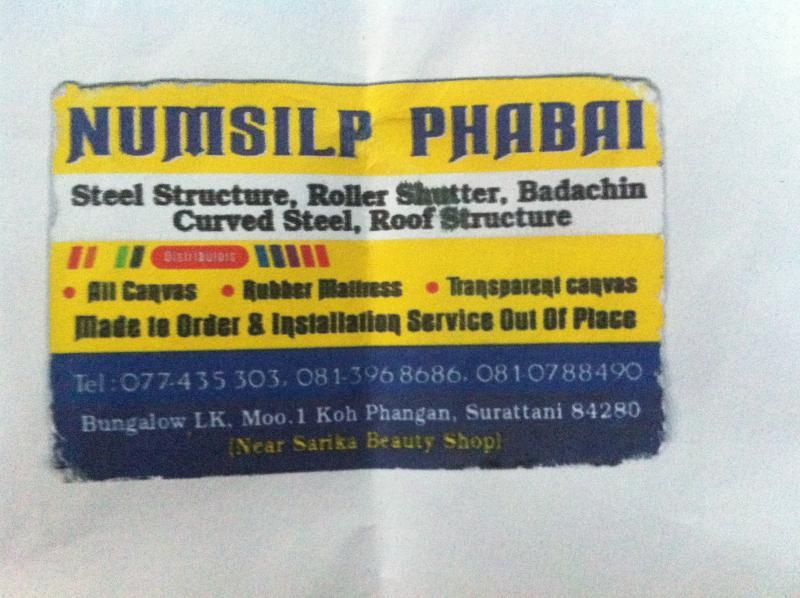 NUMSILP PHABAI
Steel Structure, Roller Shutter, Badachin
Curved Steel, Roof Structure
Distributors
• All Canvas • Rubber Mattress • Transparent canvas
Made to Order & Installation Service Out Of Place
Tel : 077-435 303, 081-396 8686, 081 0788490
Bungalow LK, Moo.1 Koh Phangan, Surattani 84280
(Near Sarika Beauty Shop)